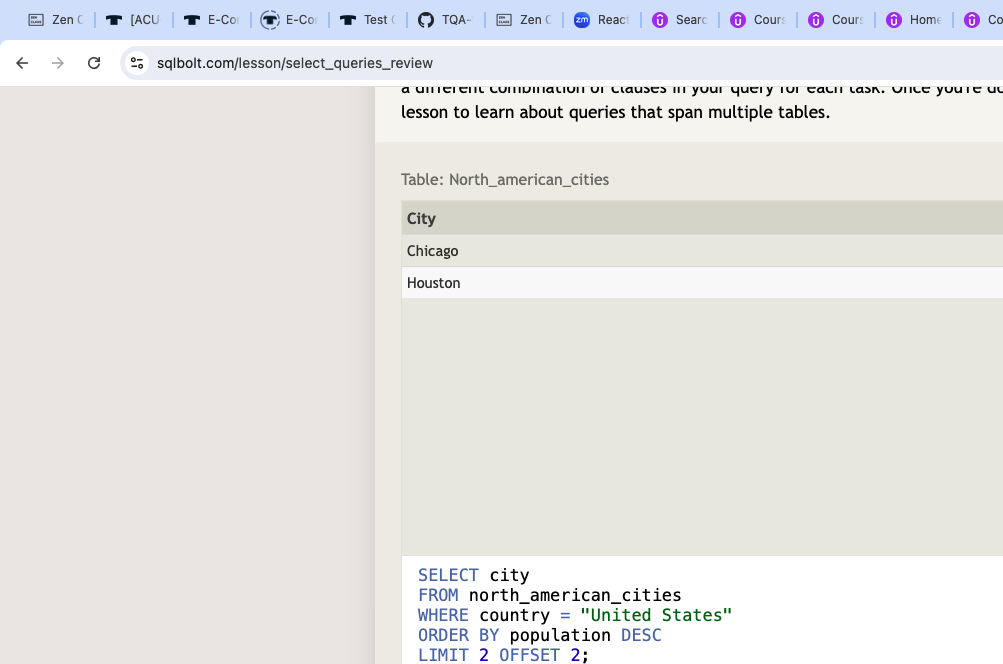 Zen C [ACU E-Co E-Co Test TQA- Zen C React Sear Cours Cours Home Co
sqlbolt.com/lesson/select_queries_review
a different combination of clauses in your query for each task. Once you're do
lesson to learn about queries that span multiple tables.
Table: North_american_cities
City
Chicago
Houston
SELECT city
FROM north_american_cities
WHERE country = "United States"
ORDER BY population DESC
LIMIT 2 OFFSET 2;